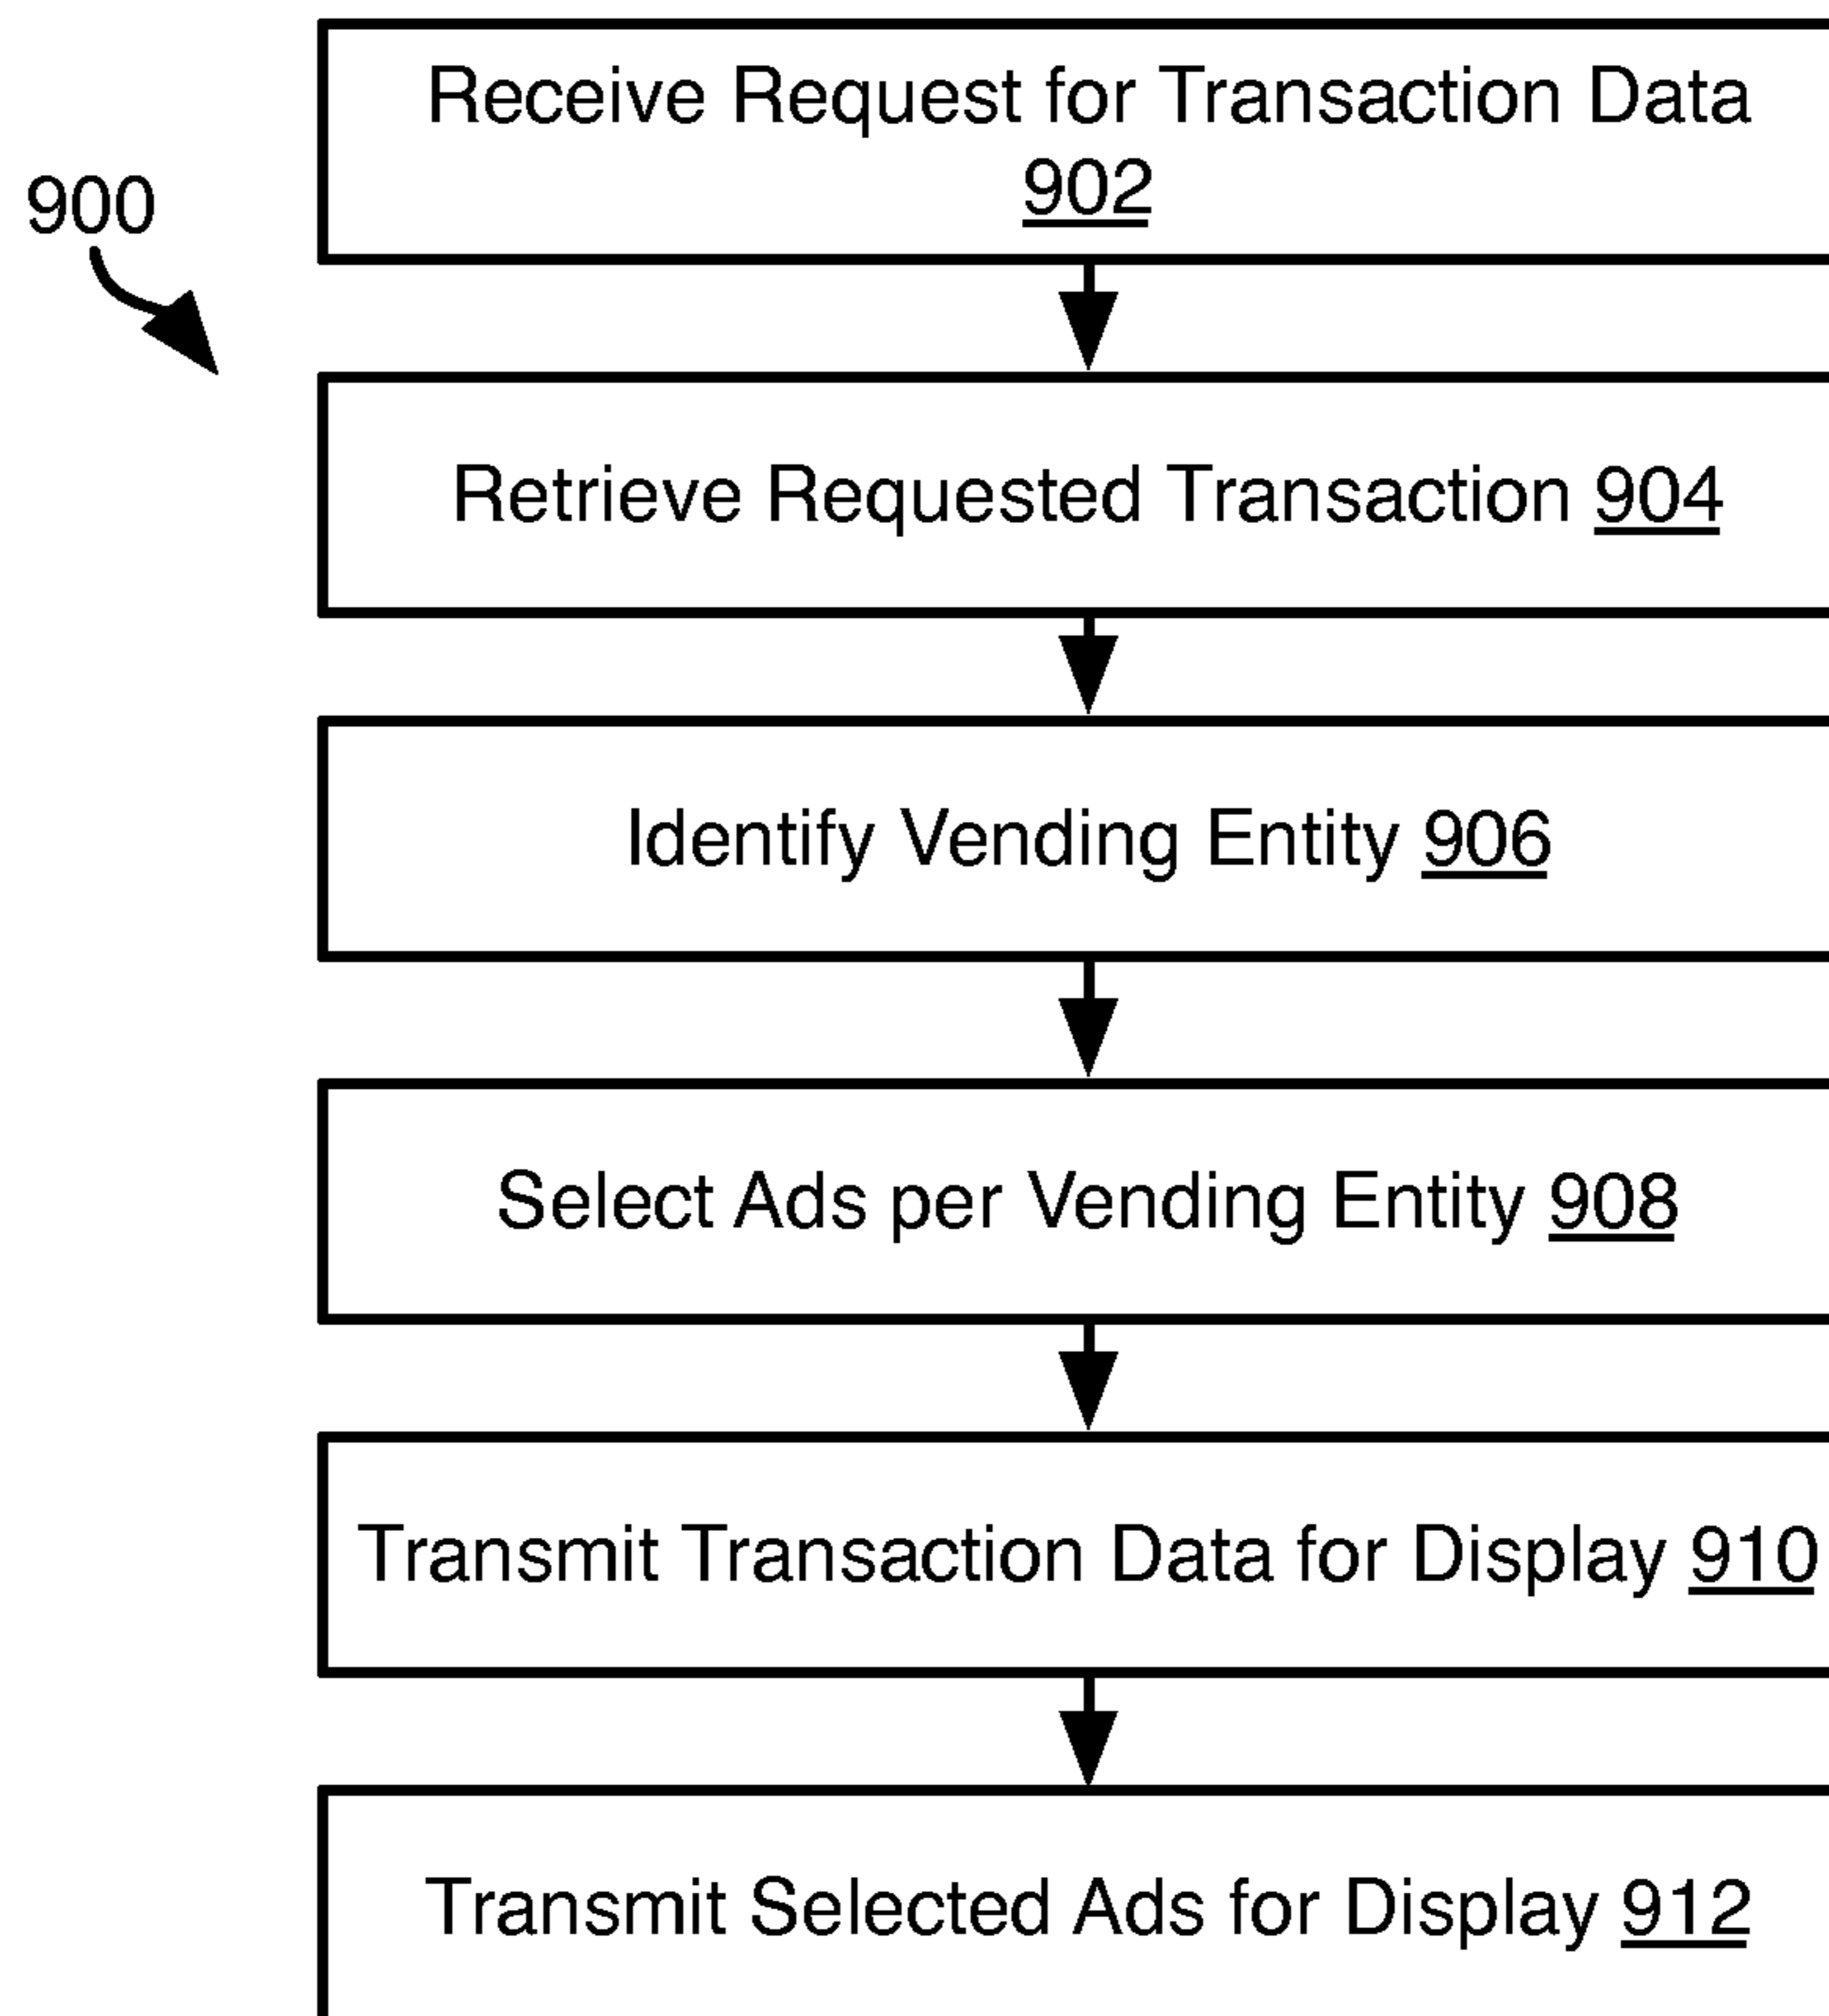 Receive Request for Transaction Data
902
900
Retrieve Requested Transaction 904
Identify Vending Entity 906
Select Ads per Vending Entity 908
Transmit Transaction Data for Display 910
Transmit Selected Ads for Display 912